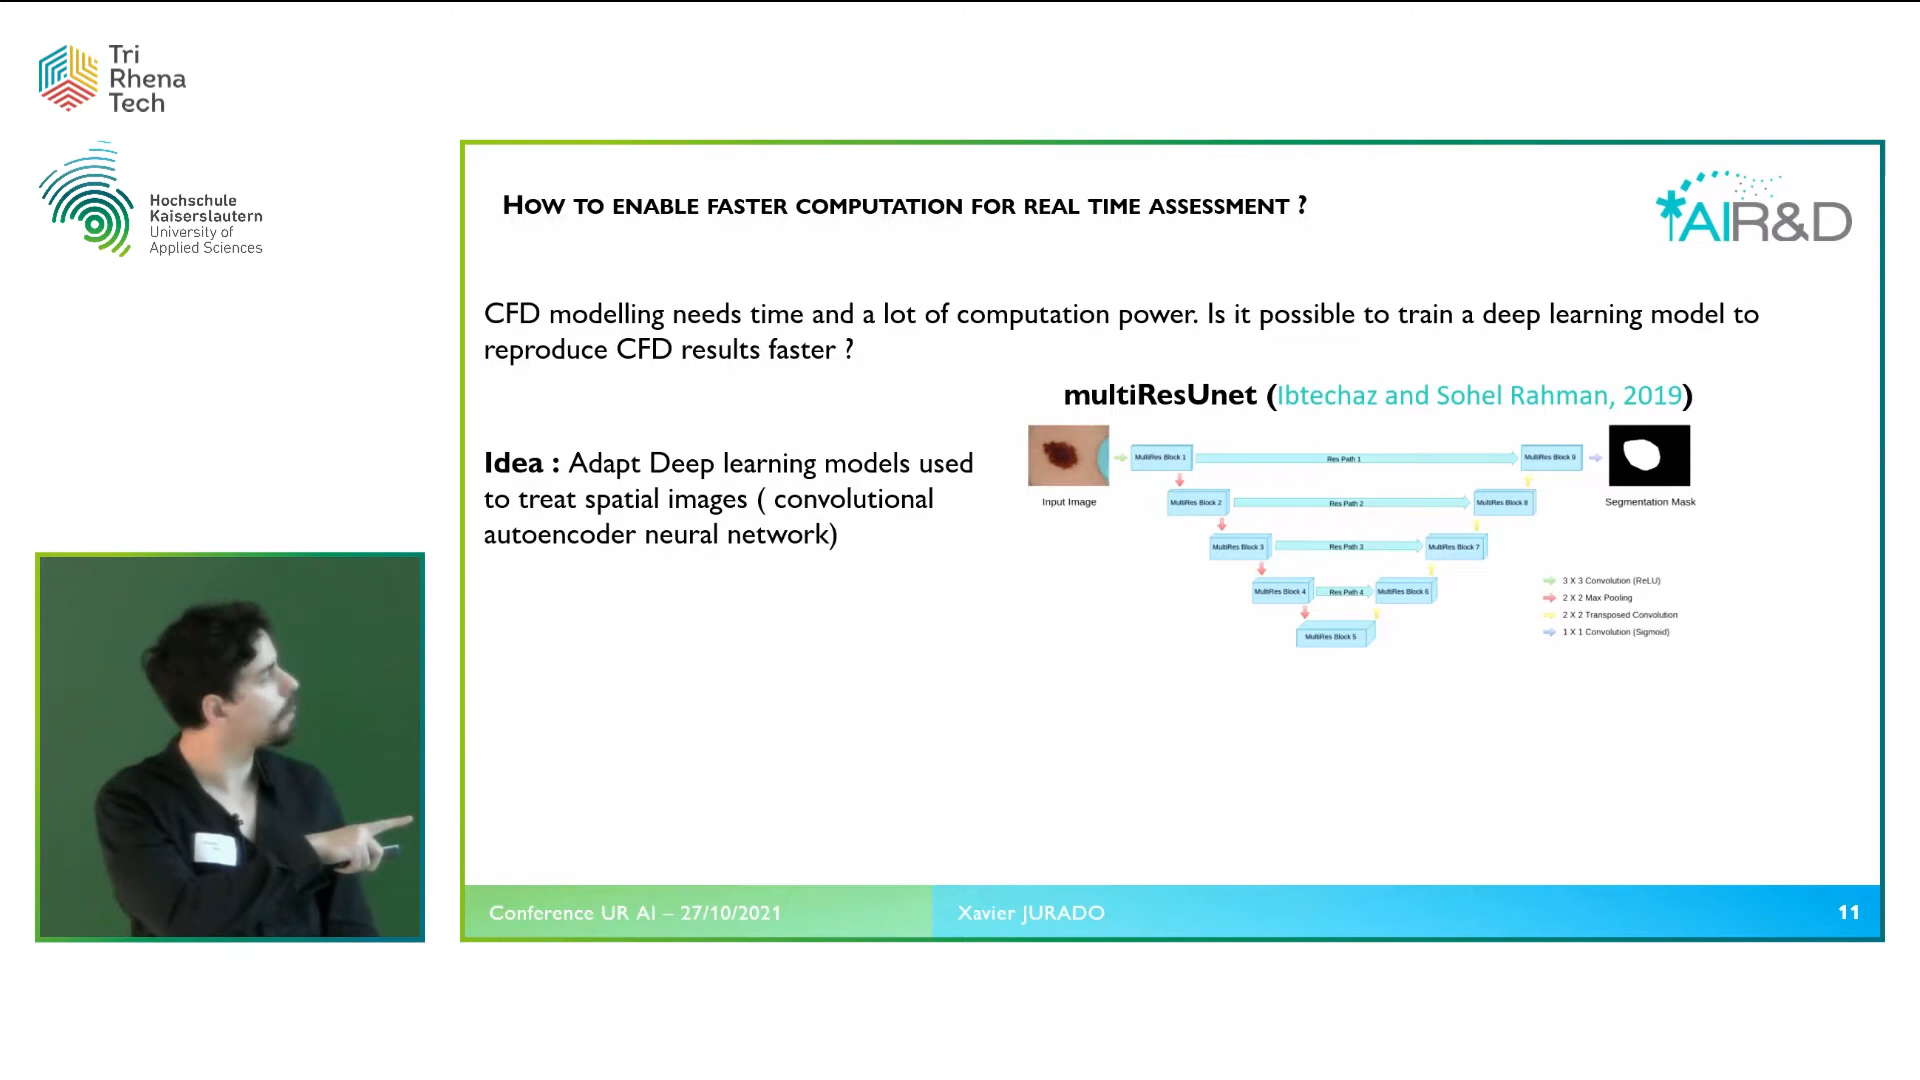 Tri
Rhena
Tech
Hochschule
Kaiserslautern
University of
Applied Sciences
HOW TO ENABLE FASTER COMPUTATION FOR REAL TIME ASSESSMENT ?
AIR&D
CFD modelling needs time and a lot of computation power. Is it possible to train a deep learning model to
reproduce CFD results faster ?
multiResUnet (Ibtechaz and Sohel Rahman, 2019)
Idea : Adapt Deep learning models used
to treat spatial images ( convolutional
autoencoder neural network)
MultiRes Block 1
Res Path 1
MultiRes Block 9
Input Image
MultiRes Block 2
Res Path 2
MultiRes Block 8
Segmentation Mask
MultiRes Block 3
Res Path 3
MultiRes Block 7
MultiRes Block 4
Res Path 4
MultiRes Block 6
MultiRes Block 5
3 X 3 Convolution (ReLU)
2 X 2 Max Pooling
2 X 2 Transposed Convolution
1 X 1 Convolution (Sigmoid)
Conference UR AI – 27/10/2021
Xavier JURADO
11